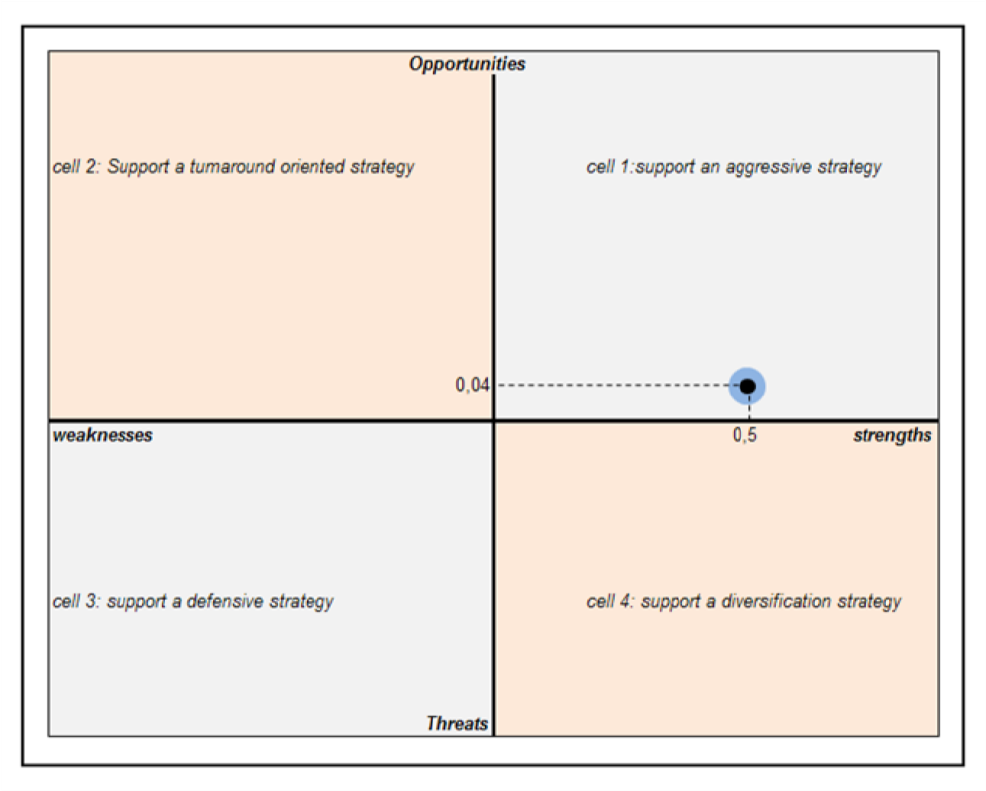 Opportunities
cell 2: Support a turnaround oriented strategy
cell 1:support an aggressive strategy
0,04
weaknesses
0,5
strengths
cell 3: support a defensive strategy
cell 4: support a diversification strategy
Threats